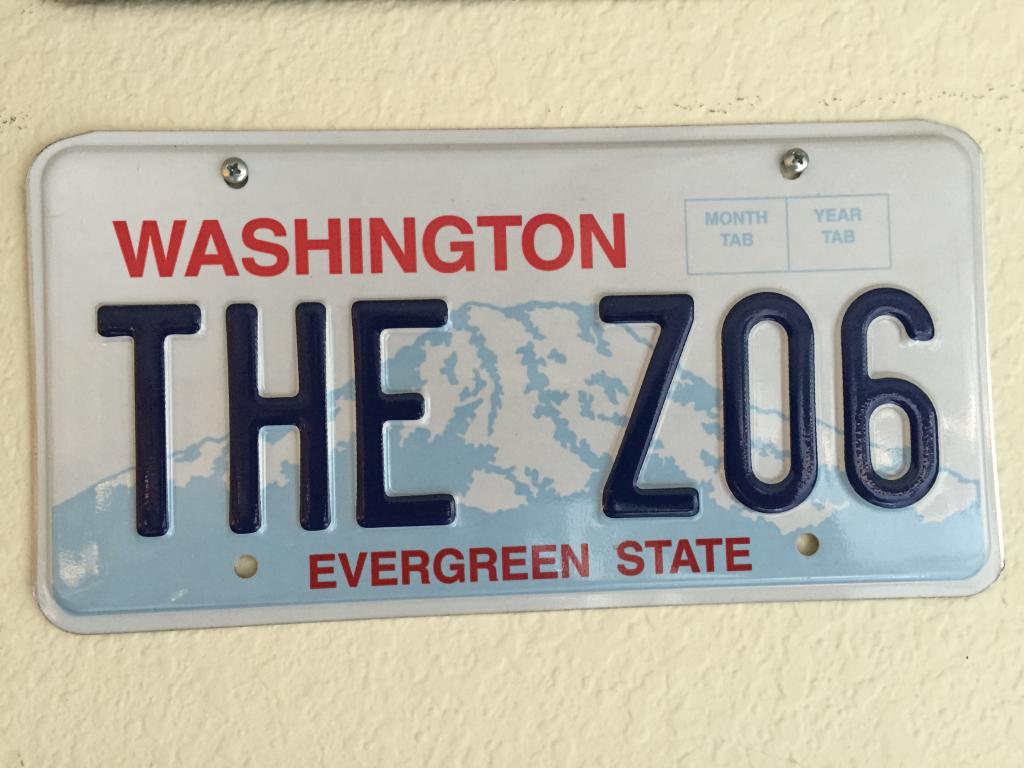 WASHINGTON
MONTH TAB
YEAR TAB
THE Z06
EVERGREEN STATE